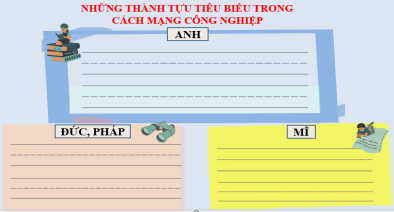 NHỮNG THÀNH TỰU TIÊU BIỂU TRONG
CÁCH MẠNG CÔNG NGHIỆP
ANH
ĐỨC, PHÁP
MĨ